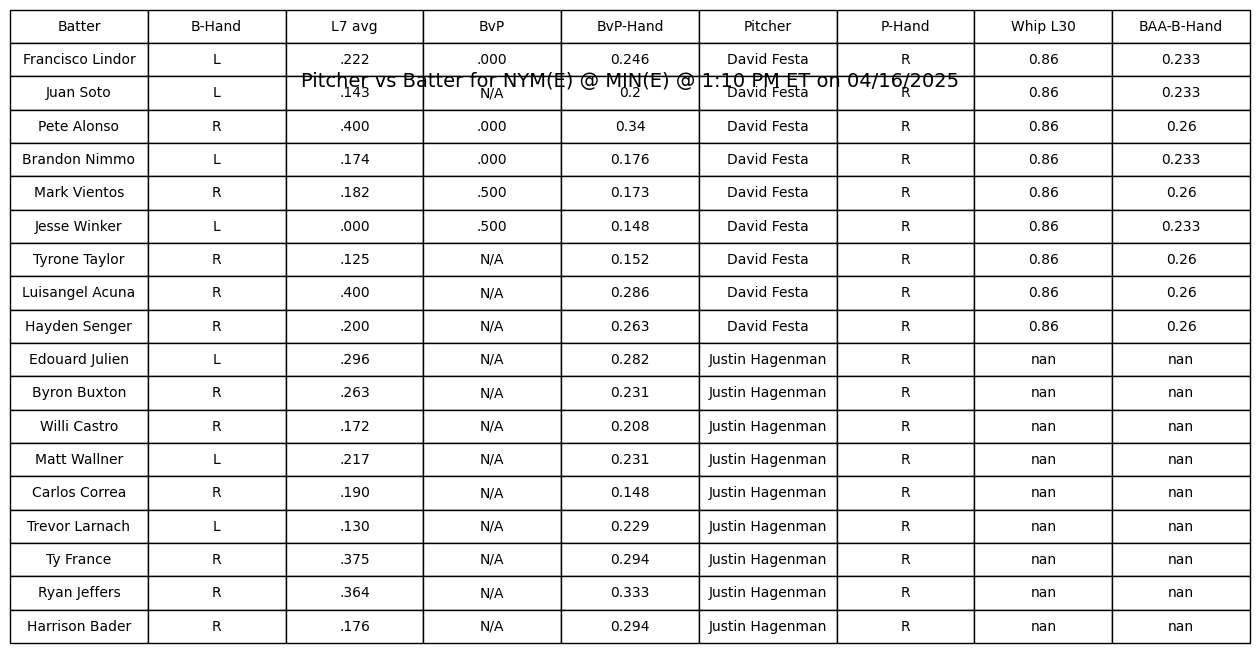 Batter B-Hand L7 avg BvP BvP-Hand Pitcher P-Hand Whip L30 BAA-B-Hand
Francisco Lindor L .222 .000 0.246 David Festa R 0.86 0.233
Pitcher vs Batter for NYM(E) @ MIN(E) @ 1:10 PM ET on 04/16/2025
Juan Soto L .143 N/A 0.2 David Festa R 0.86 0.233
Pete Alonso R .400 .000 0.34 David Festa R 0.86 0.26
Brandon Nimmo L .174 .000 0.176 David Festa R 0.86 0.233
Mark Vientos R .182 .500 0.173 David Festa R 0.86 0.26
Jesse Winker L .000 .500 0.148 David Festa R 0.86 0.233
Tyrone Taylor R .125 N/A 0.152 David Festa R 0.86 0.26
Luisangel Acuna R .400 N/A 0.286 David Festa R 0.86 0.26
Hayden Senger R .200 N/A 0.263 David Festa R 0.86 0.26
Edouard Julien L .296 N/A 0.282 Justin Hagenman R nan nan
Byron Buxton R .263 N/A 0.231 Justin Hagenman R nan nan
Willi Castro R .172 N/A 0.208 Justin Hagenman R nan nan
Matt Wallner L .217 N/A 0.231 Justin Hagenman R nan nan
Carlos Correa R .190 N/A 0.148 Justin Hagenman R nan nan
Trevor Larnach L .130 N/A 0.229 Justin Hagenman R nan nan
Ty France R .375 N/A 0.294 Justin Hagenman R nan nan
Ryan Jeffers R .364 N/A 0.333 Justin Hagenman R nan nan
Harrison Bader R .176 N/A 0.294 Justin Hagenman R nan nan